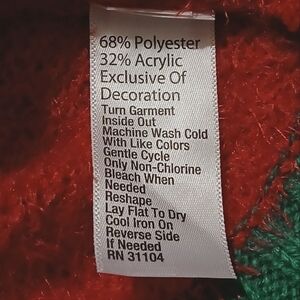 68% Polyester
32% Acrylic
Exclusive Of
Decoration
Turn Garment
Inside Out
Machine Wash Cold
With Like Colors
Gentle Cycle
Only Non-Chlorine
Bleach When
Needed
Reshape
Lay Flat To Dry
Cool Iron On
Reverse Side
If Needed
RN 31104